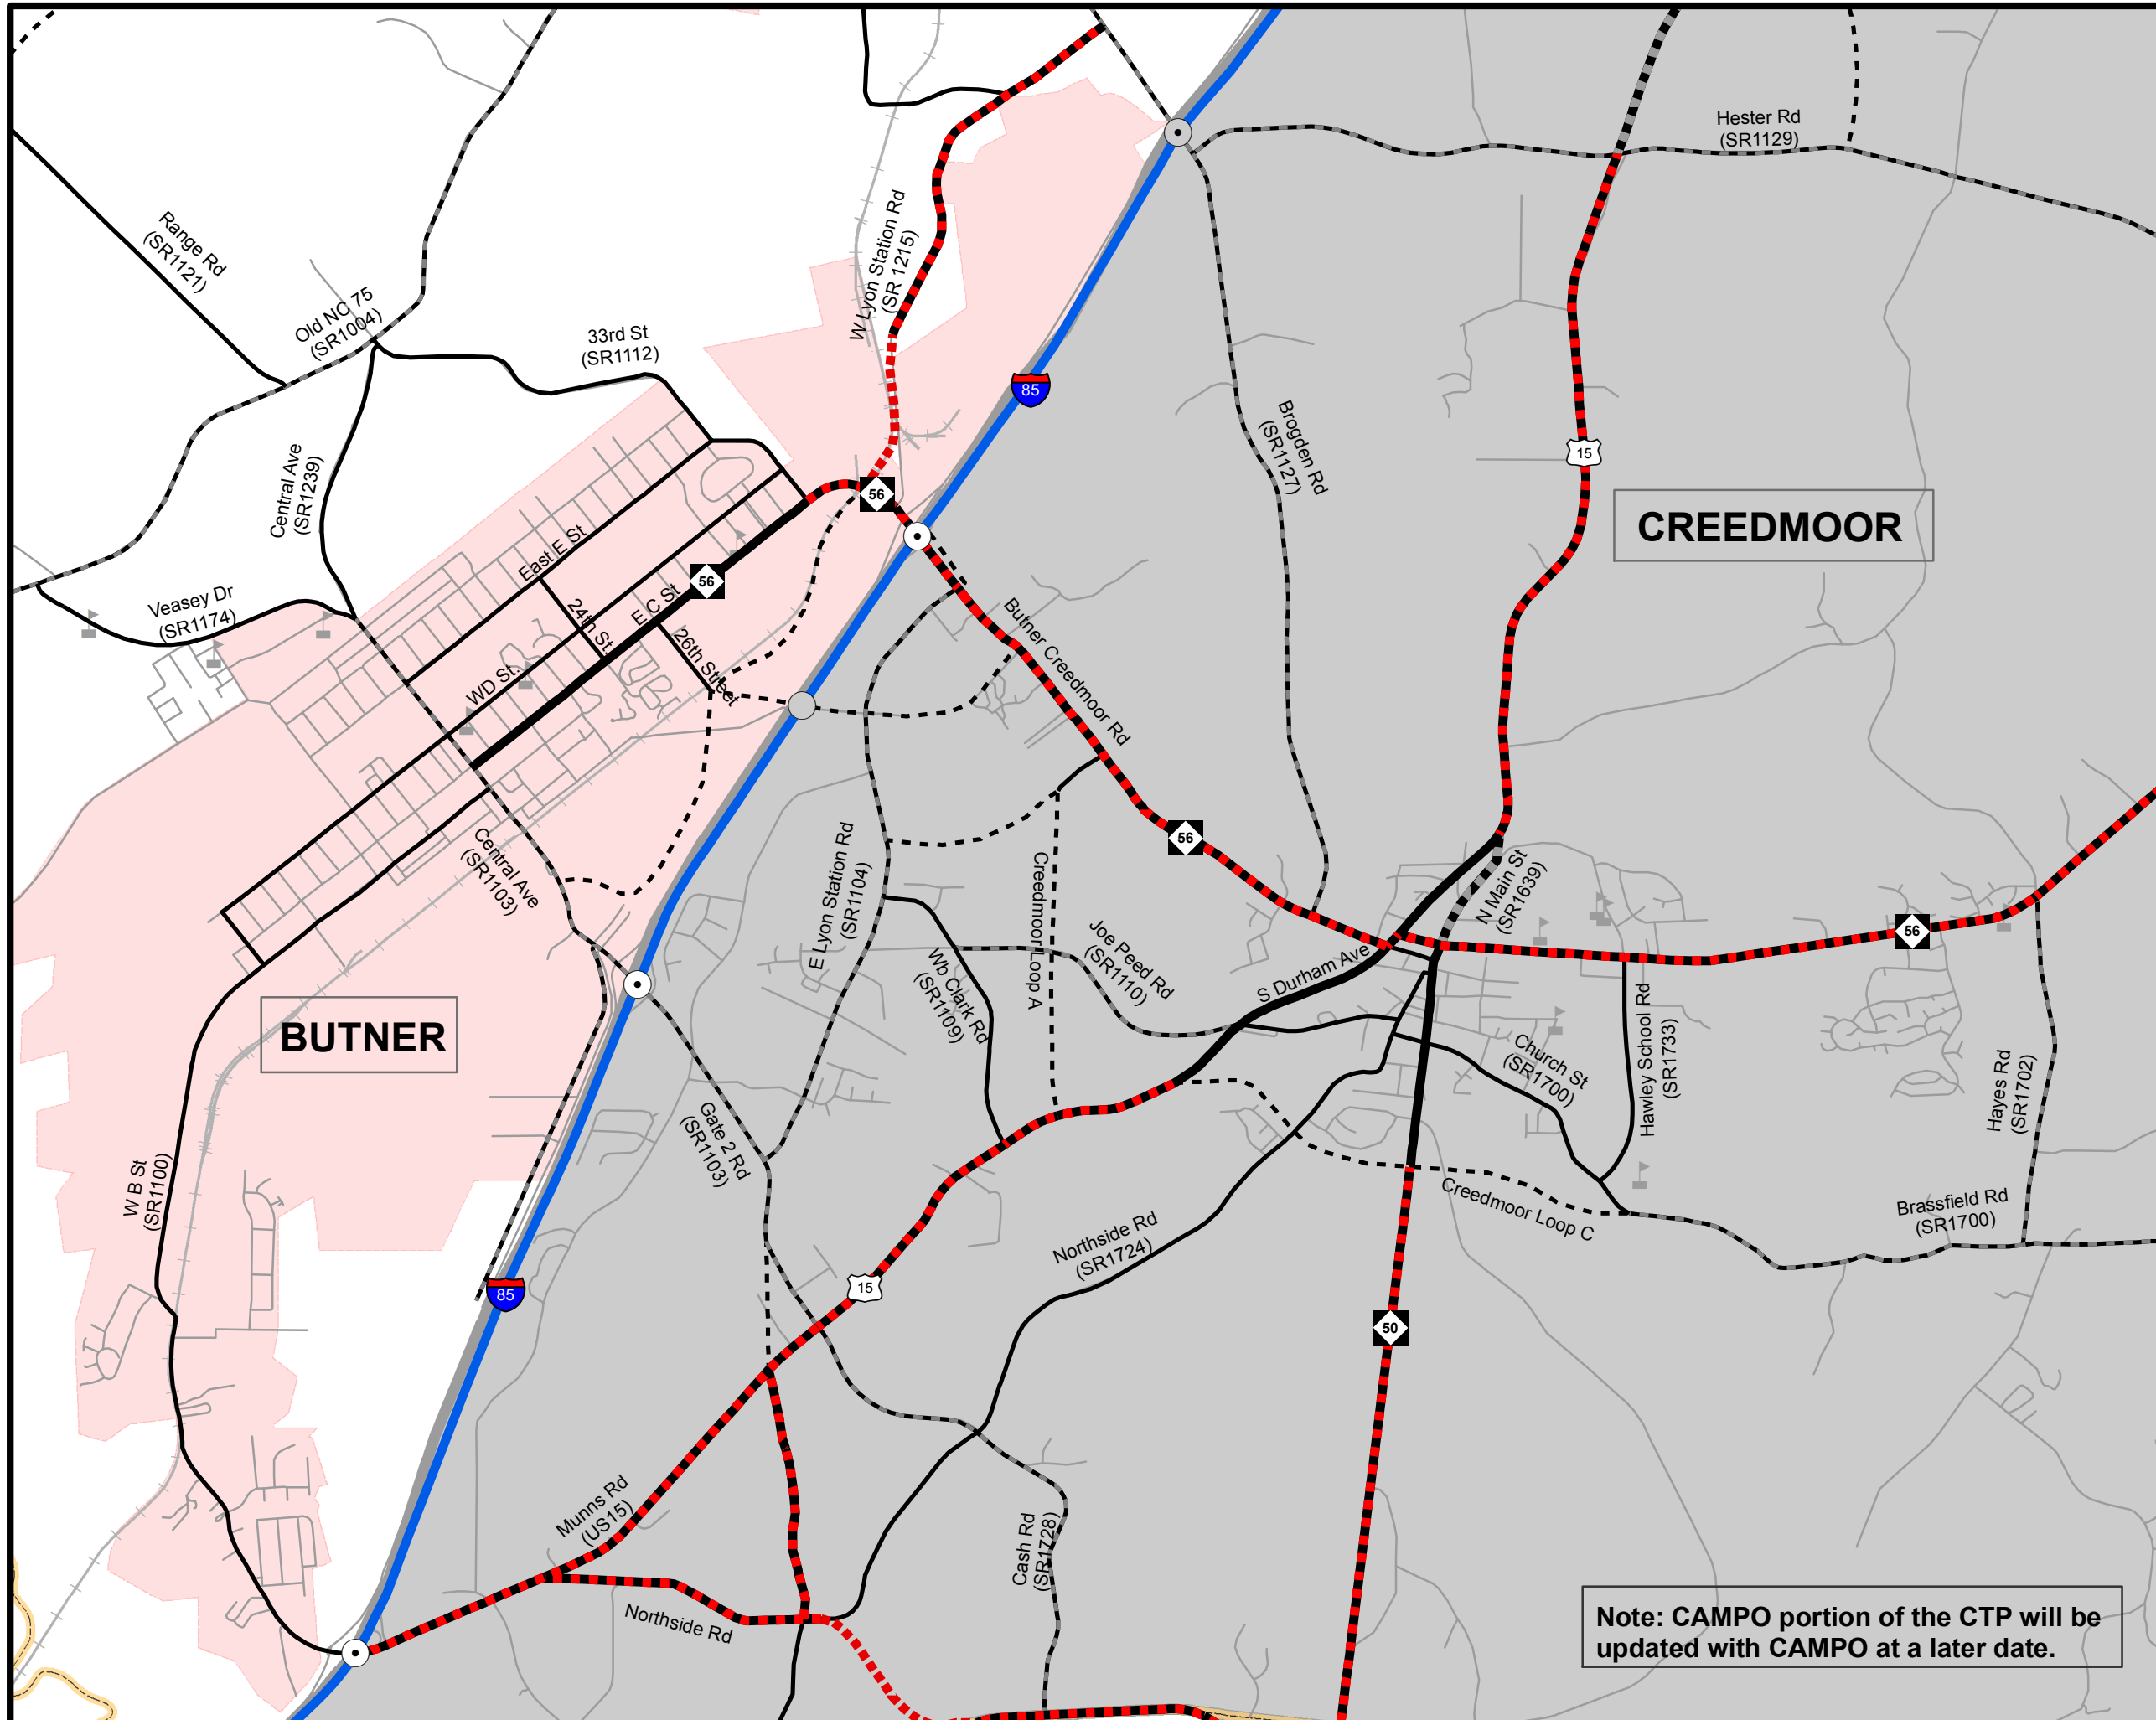 Hester Rd
(SR1129)
Range Rd
(SR1121)
W Lyon Station Rd
(SR 1215)
Old NC 75
(SR1004)
33rd St
(SR1112)
85
Brogden Rd
(SR1127)
15
Central Ave
(SR1239)
56
CREEDMOOR
East E St
56
Veasey Dr
(SR1174)
24th St.
E C St
26th Street
Butner Creedmoor Rd
WD St.
56
Central Ave
(SR1103)
E Lyon Station Rd
(SR1104)
Creedmoor Loop A
N Main St
(SR1639)
56
Joe Peed Rd
(SR1110)
Wb Clark Rd
(SR1109)
S Durham Ave
BUTNER
Church St
(SR1700)
Hawley School Rd
(SR1733)
Hayes Rd
(SR1702)
Gate 2 Rd
(SR1103)
W B St
(SR1100)
Creedmoor Loop C
Brassfield Rd
(SR1700)
Northside Rd
(SR1724)
85
15
50
Munns Rd
(US15)
Cash Rd
(SR1728)
Northside Rd
Note: CAMPO portion of the CTP will be
updated with CAMPO at a later date.